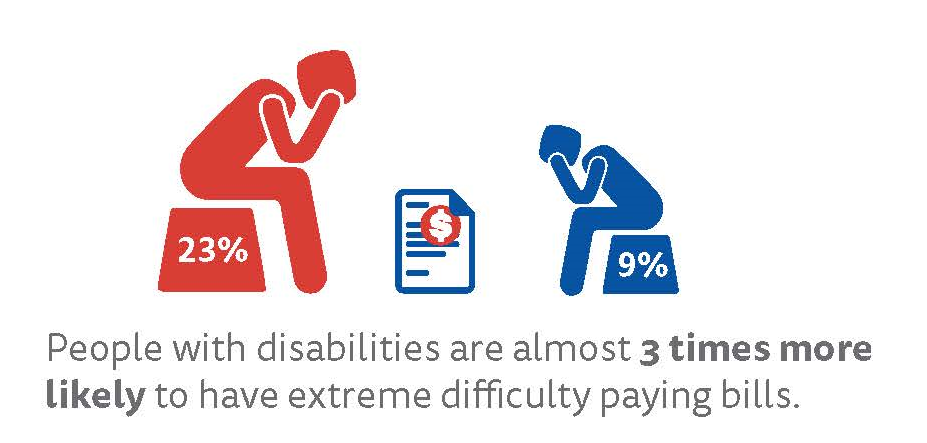 23%
$
9%
People with disabilities are almost 3 times more
likely to have extreme difficulty paying bills.